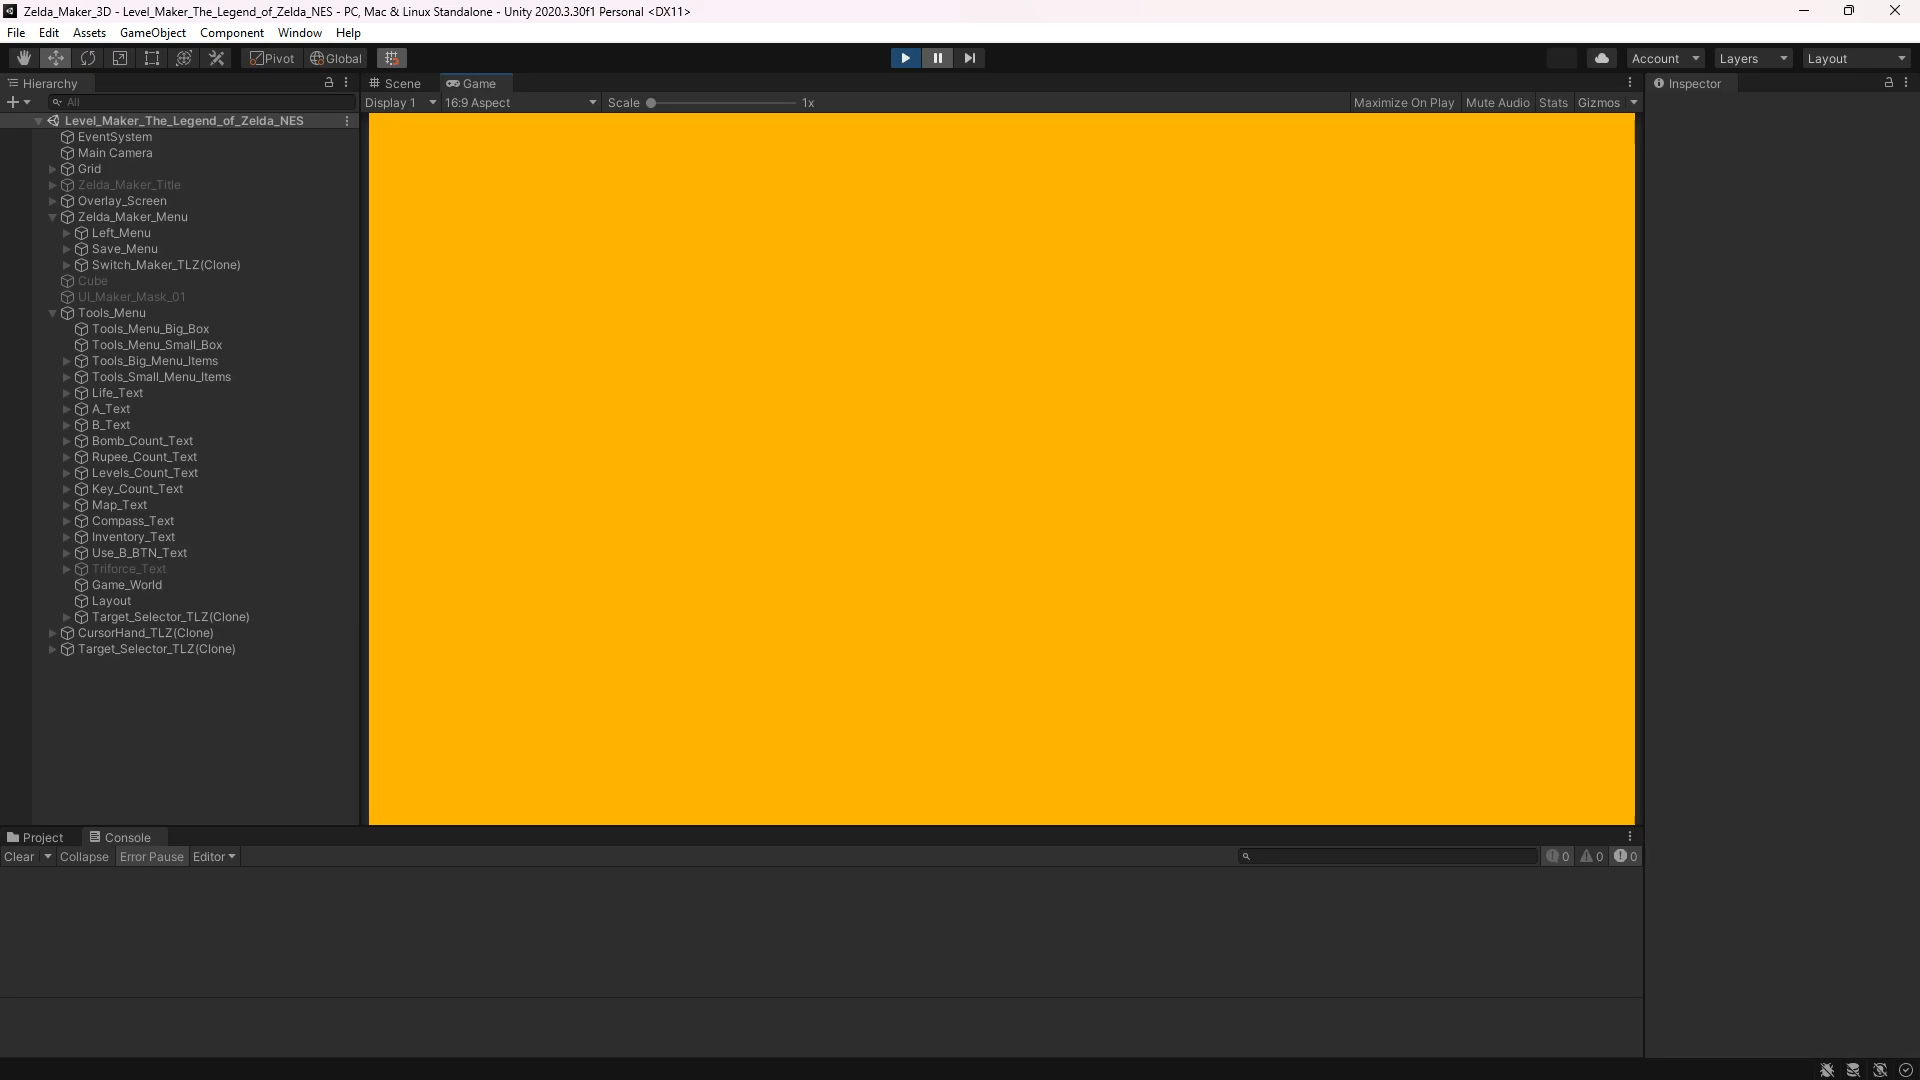 Zelda_Maker_3D - Level_Maker_The_Legend_of_Zelda_NES - PC, Mac & Linux Standalone - Unity 2020.3.30f1 Personal <DX11>
File Edit Assets GameObject Component Window Help
Pivot Global Account Layers Layout
Hierarchy Scene Game Inspector
All Display 1 16:9 Aspect Scale 1x Maximize On Play Mute Audio Stats Gizmos
Level_Maker_The_Legend_of_Zelda_NES
EventSystem
Main Camera
Grid
Zelda_Maker_Title
Overlay_Screen
Zelda_Maker_Menu
Left_Menu
Save_Menu
Switch_Maker_TLZ(Clone)
Cube
UI_Maker_Mask_01
Tools_Menu
Tools_Menu_Big_Box
Tools_Menu_Small_Box
Tools_Big_Menu_Items
Tools_Small_Menu_Items
Life_Text
A_Text
B_Text
Bomb_Count_Text
Rupee_Count_Text
Levels_Count_Text
Key_Count_Text
Map_Text
Compass_Text
Inventory_Text
Use_B_BTN_Text
Triforce_Text
Game_World
Layout
Target_Selector_TLZ(Clone)
CursorHand_TLZ(Clone)
Target_Selector_TLZ(Clone)
Project Console
Clear Collapse Error Pause Editor 0 0 0